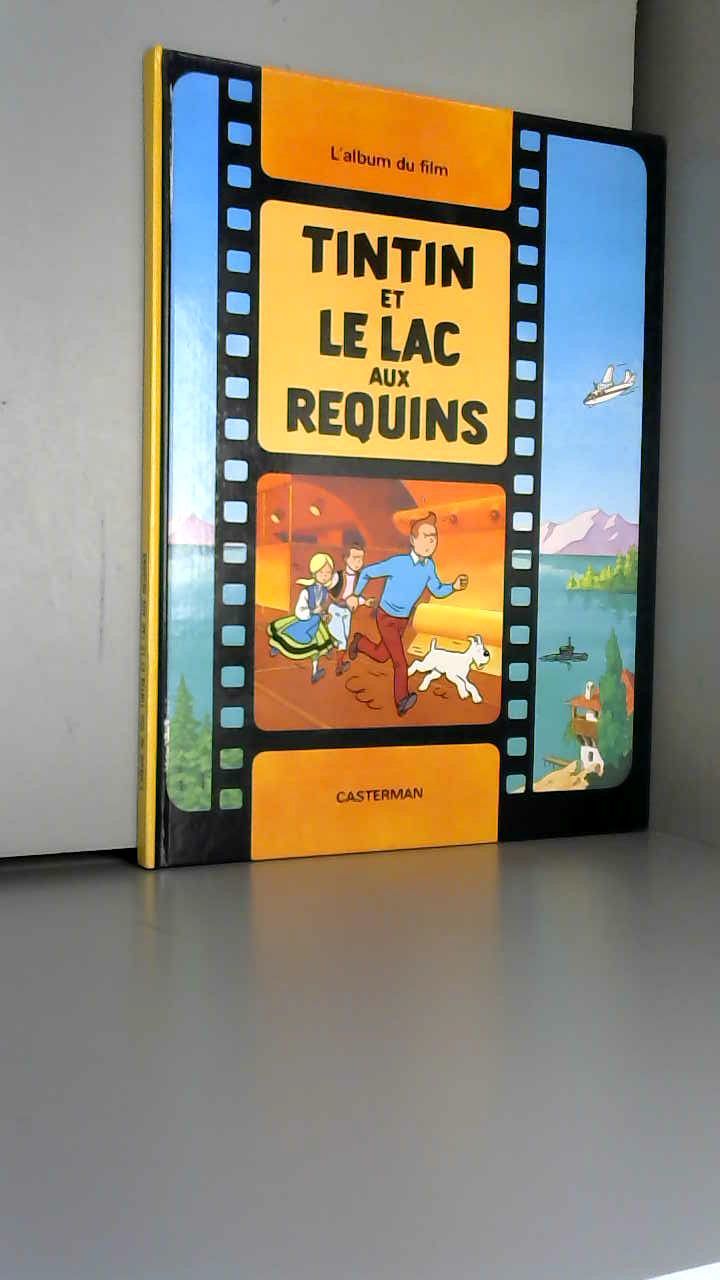 L'album du film
TINTIN
ET
LE LAC
AUX
REQUINS
CASTERMAN